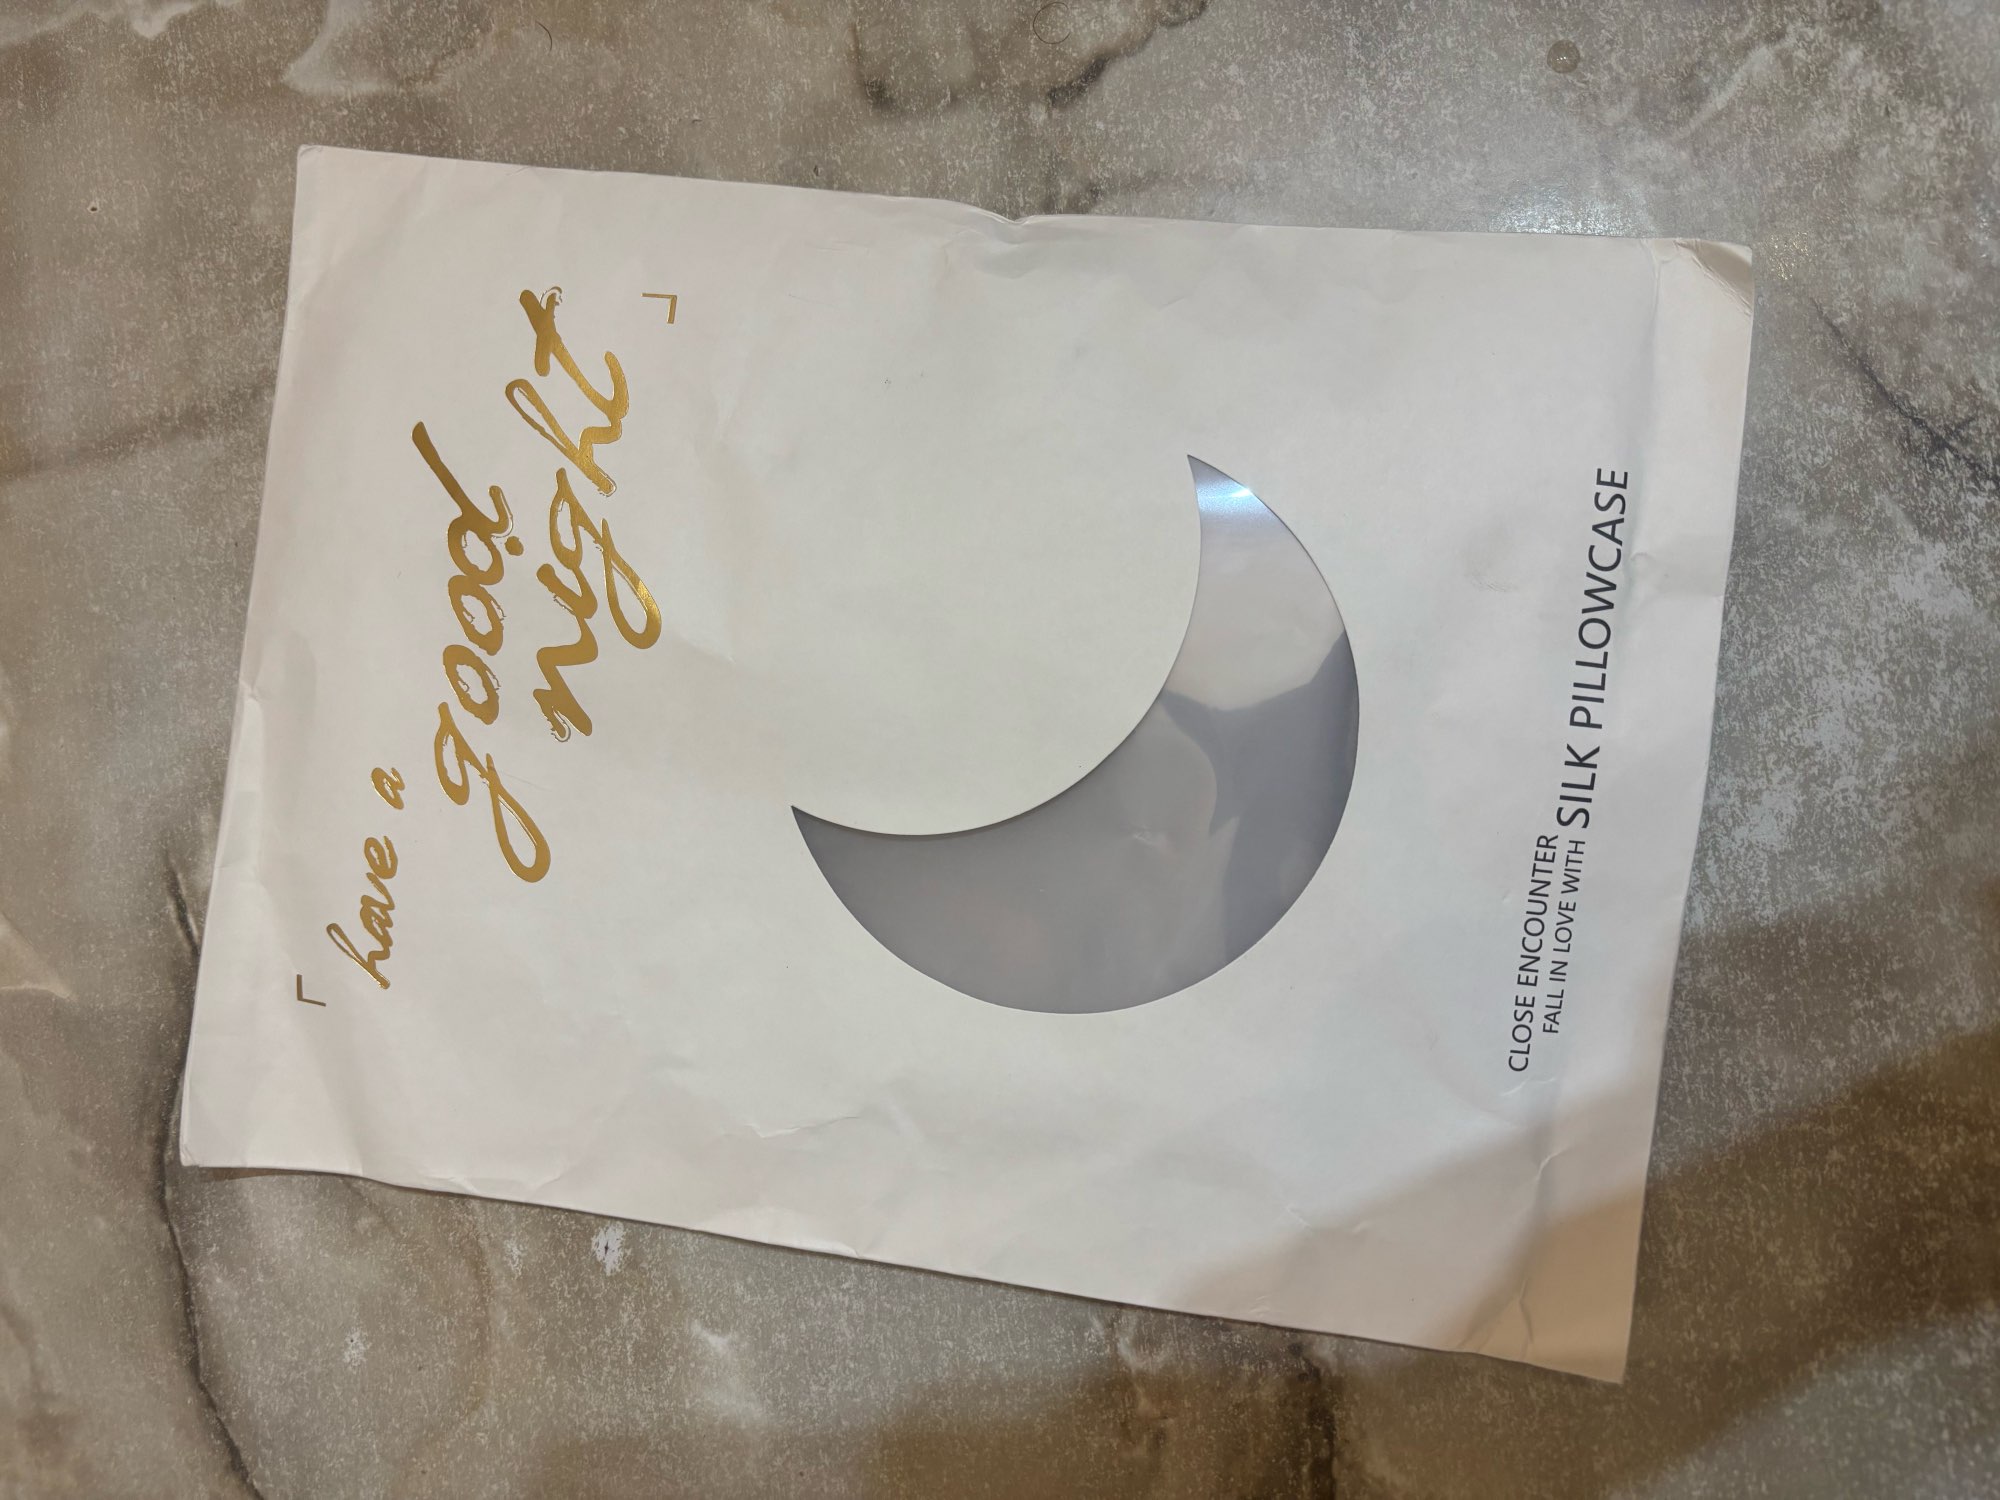 「
have a
good
night
」
CLOSE ENCOUNTER
FALL IN LOVE WITH SILK PILLOWCASE